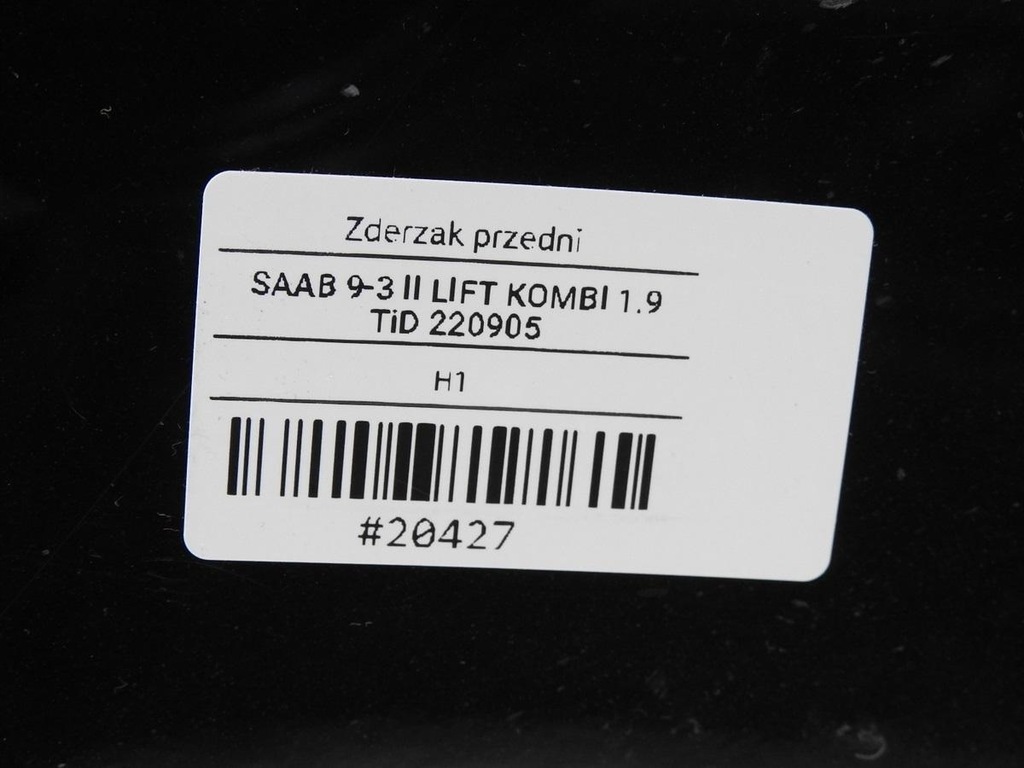 Zderzak przedni
SAAB 9-3 II LIFT KOMBI 1.9
TiD 220905
H1
#20427